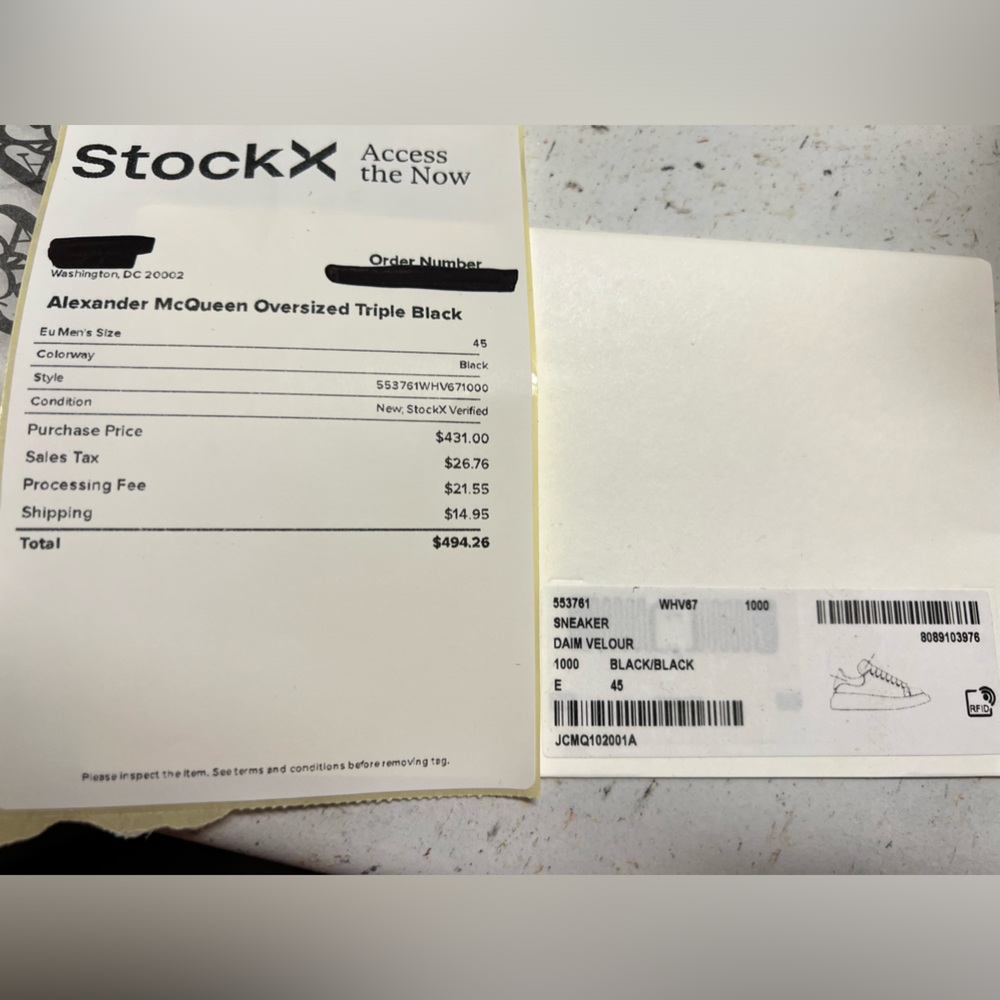 StockX Access
the Now
Order Number
Washington, DC 20002
Alexander McQueen Oversized Triple Black
Eu Men's Size 45
Colorway Black
Style 553761WHV671000
Condition New; StockX Verified
Purchase Price $431.00
Sales Tax $26.76
Processing Fee $21.55
Shipping $14.95
Total $494.26
Please inspect the item. See terms and conditions before removing tag.
553761 WHV67 1000
SNEAKER
DAIM VELOUR
1000 BLACK/BLACK
E 45
JCMQ102001A
8089103976
RFID